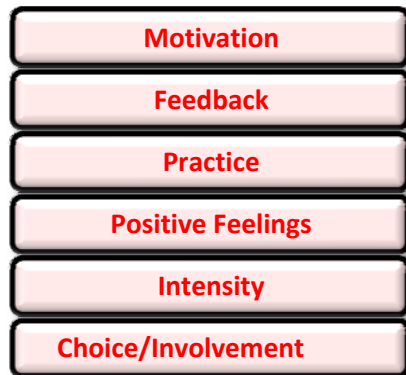 Motivation
Feedback
Practice
Positive Feelings
Intensity
Choice/Involvement